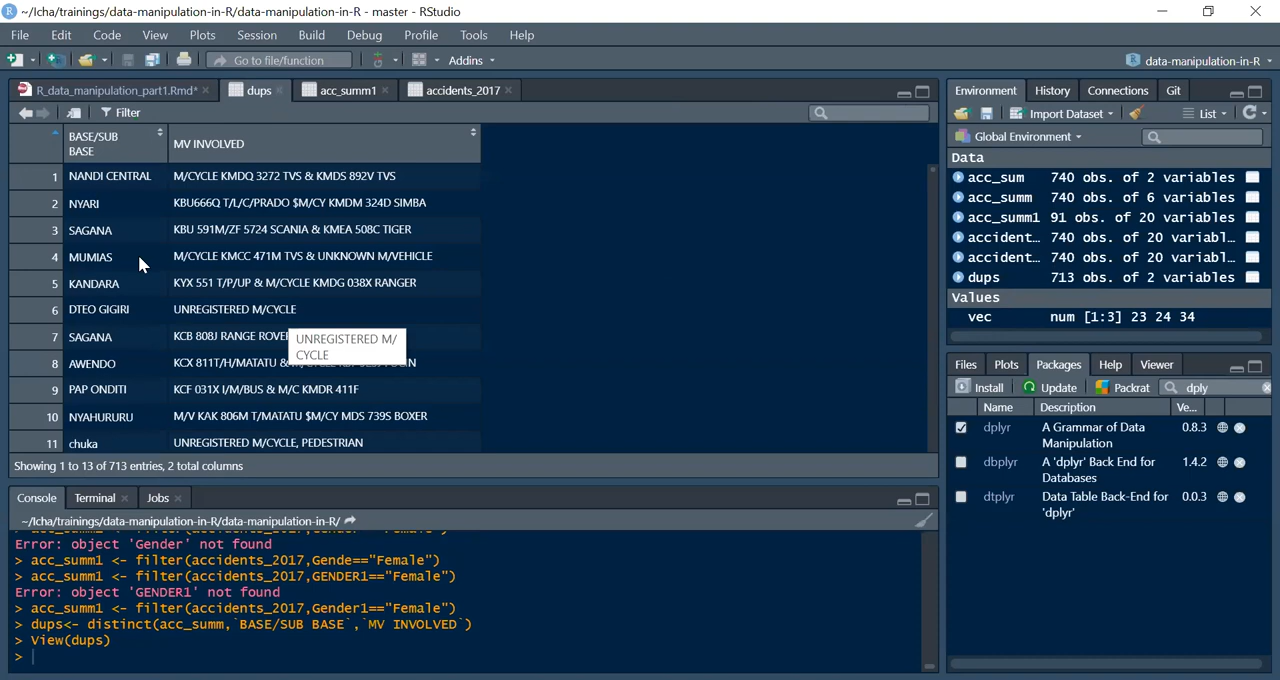 ~/Icha/trainings/data-manipulation-in-R/data-manipulation-in-R - master - RStudio
File Edit Code View Plots Session Build Debug Profile Tools Help
Go to file/function Addins data-manipulation-in-R
R_data_manipulation_part1.Rmd* dups acc_summ1 accidents_2017
Filter
BASE/SUB BASE MV INVOLVED
1 NANDI CENTRAL M/CYCLE KMDQ 3272 TVS & KMDS 892V TVS
2 NYARI KBU666Q T/L/C/PRADO $M/CY KMDM 324D SIMBA
3 SAGANA KBU 591M/ZF 5724 SCANIA & KMEA 508C TIGER
4 MUMIAS M/CYCLE KMCC 471M TVS & UNKNOWN M/VEHICLE
5 KANDARA KYX 551 T/P/UP & M/CYCLE KMDG 038X RANGER
6 DTEO GIGIRI UNREGISTERED M/CYCLE
7 SAGANA KCB 808J RANGE ROVE
UNREGISTERED M/
CYCLE
8 AWENDO KCX 811T/H/MATATU
9 PAP ONDITI KCF 031X I/M/BUS & M/C KMDR 411F
10 NYAHURURU M/V KAK 806M T/MATATU $M/CY MDS 739S BOXER
11 chuka UNREGISTERED M/CYCLE, PEDESTRIAN
Showing 1 to 13 of 713 entries, 2 total columns
Console Terminal Jobs
~/Icha/trainings/data-manipulation-in-R/data-manipulation-in-R/
Error: object 'Gender' not found
> acc_summ1 <- filter(accidents_2017,Gende=="Female")
> acc_summ1 <- filter(accidents_2017,GENDER1=="Female")
Error: object 'GENDER1' not found
> acc_summ1 <- filter(accidents_2017,Gender1=="Female")
> dups<- distinct(acc_summ,`BASE/SUB BASE`,`MV INVOLVED`)
> View(dups)
>
Environment History Connections Git
Import Dataset List
Global Environment
Data
acc_sum 740 obs. of 2 variables
acc_summ 740 obs. of 6 variables
acc_summ1 91 obs. of 20 variables
accident… 740 obs. of 20 variabl…
accident… 740 obs. of 20 variabl…
dups 713 obs. of 2 variables
Values
vec num [1:3] 23 24 34
Files Plots Packages Help Viewer
Install Update Packrat dply
Name Description Ve...
dplyr A Grammar of Data Manipulation 0.8.3
dbplyr A 'dplyr' Back End for Databases 1.4.2
dtplyr Data Table Back-End for 'dplyr' 0.0.3